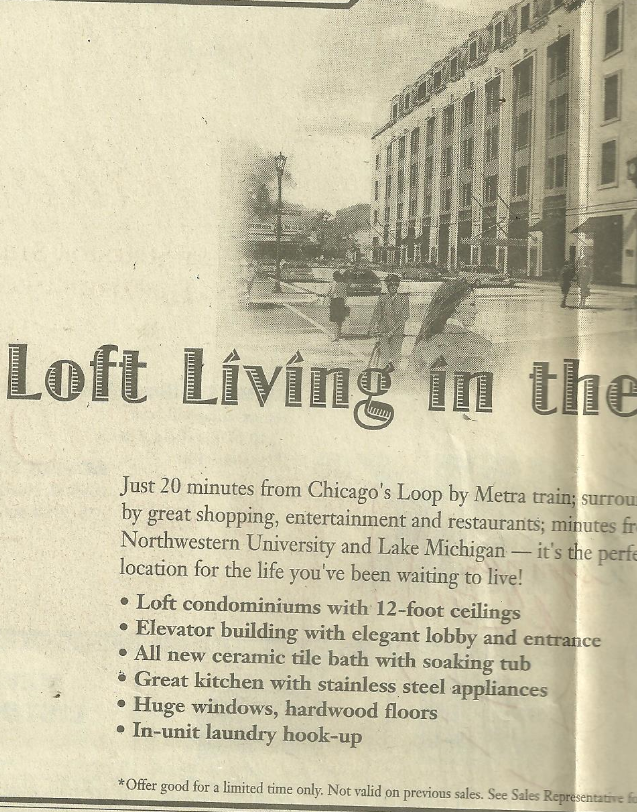 Loft Living in the
Just 20 minutes from Chicago's Loop by Metra train; surrou
by great shopping, entertainment and restaurants; minutes fr
Northwestern University and Lake Michigan — it's the perfe
location for the life you've been waiting to live!
• Loft condominiums with 12-foot ceilings
• Elevator building with elegant lobby and entrance
• All new ceramic tile bath with soaking tub
• Great kitchen with stainless steel appliances
• Huge windows, hardwood floors
• In-unit laundry hook-up
*Offer good for a limited time only. Not valid on previous sales. See Sales Representative f